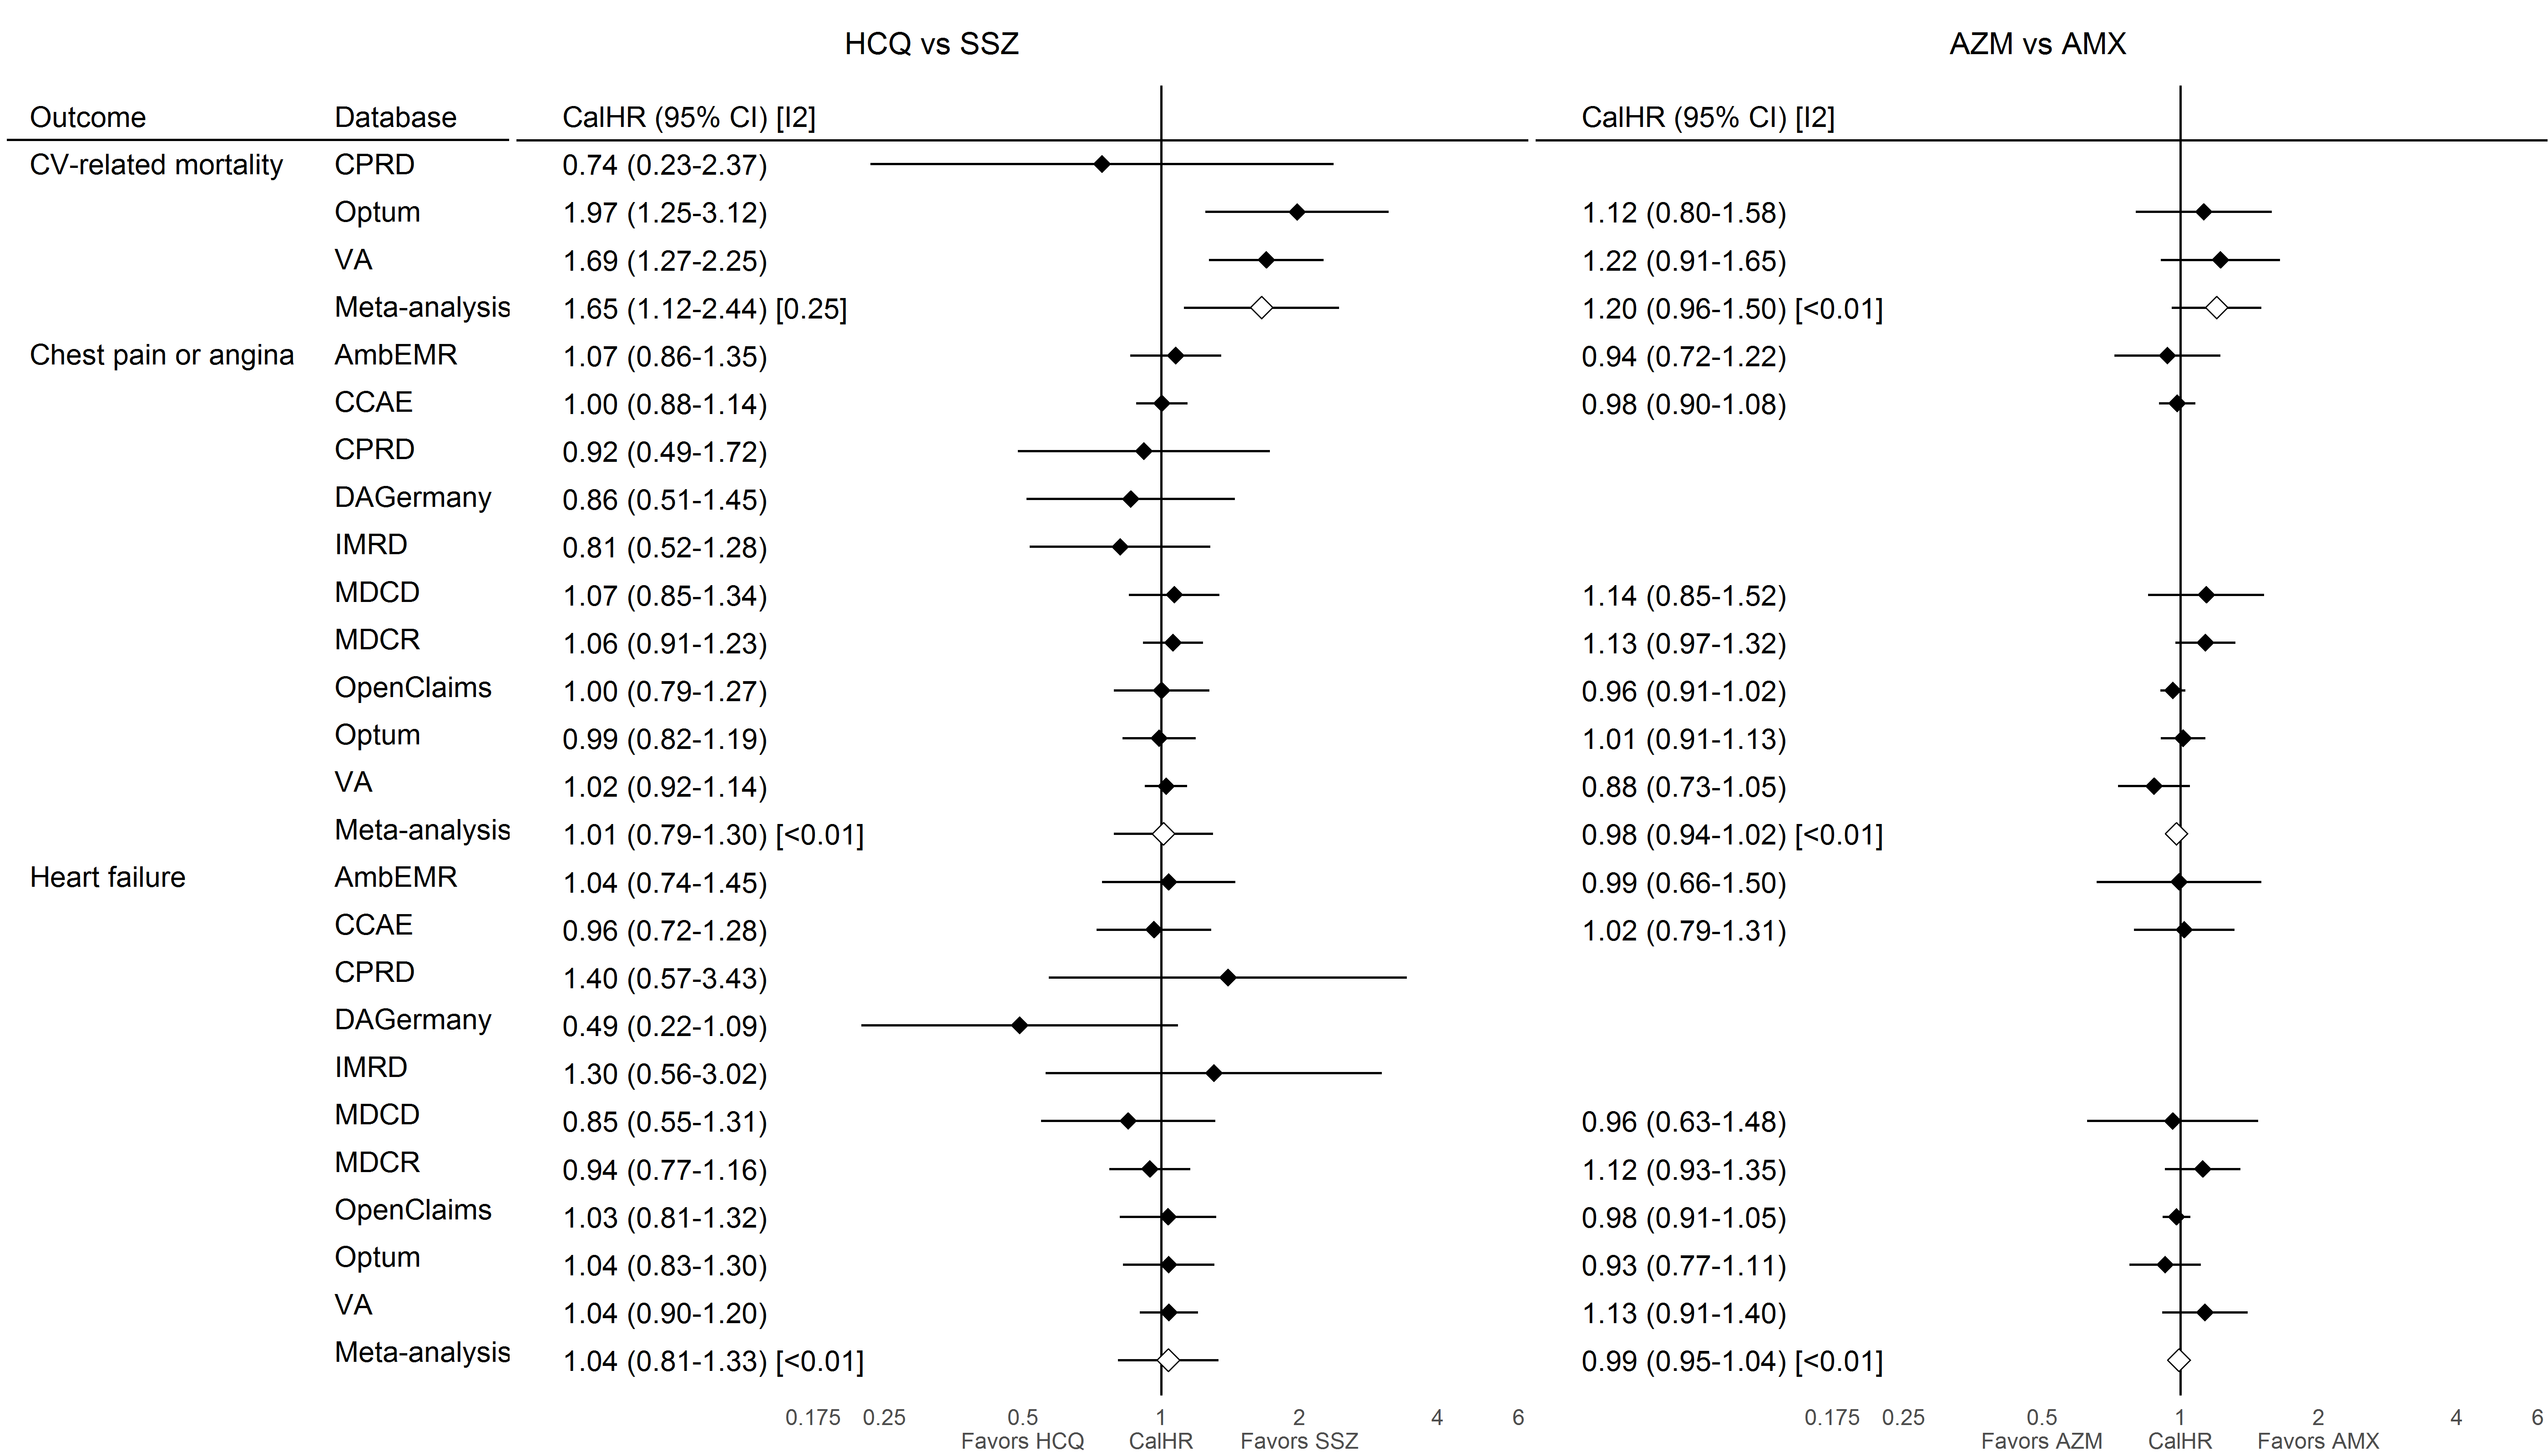 HCQ vs SSZ AZM vs AMX
Outcome Database CalHR (95% CI) [I2] CalHR (95% CI) [I2]
CV-related mortality CPRD 0.74 (0.23-2.37)
Optum 1.97 (1.25-3.12) 1.12 (0.80-1.58)
VA 1.69 (1.27-2.25) 1.22 (0.91-1.65)
Meta-analysis 1.65 (1.12-2.44) [0.25] 1.20 (0.96-1.50) [<0.01]
Chest pain or angina AmbEMR 1.07 (0.86-1.35) 0.94 (0.72-1.22)
CCAE 1.00 (0.88-1.14) 0.98 (0.90-1.08)
CPRD 0.92 (0.49-1.72)
DAGermany 0.86 (0.51-1.45)
IMRD 0.81 (0.52-1.28)
MDCD 1.07 (0.85-1.34) 1.14 (0.85-1.52)
MDCR 1.06 (0.91-1.23) 1.13 (0.97-1.32)
OpenClaims 1.00 (0.79-1.27) 0.96 (0.91-1.02)
Optum 0.99 (0.82-1.19) 1.01 (0.91-1.13)
VA 1.02 (0.92-1.14) 0.88 (0.73-1.05)
Meta-analysis 1.01 (0.79-1.30) [<0.01] 0.98 (0.94-1.02) [<0.01]
Heart failure AmbEMR 1.04 (0.74-1.45) 0.99 (0.66-1.50)
CCAE 0.96 (0.72-1.28) 1.02 (0.79-1.31)
CPRD 1.40 (0.57-3.43)
DAGermany 0.49 (0.22-1.09)
IMRD 1.30 (0.56-3.02)
MDCD 0.85 (0.55-1.31) 0.96 (0.63-1.48)
MDCR 0.94 (0.77-1.16) 1.12 (0.93-1.35)
OpenClaims 1.03 (0.81-1.32) 0.98 (0.91-1.05)
Optum 1.04 (0.83-1.30) 0.93 (0.77-1.11)
VA 1.04 (0.90-1.20) 1.13 (0.91-1.40)
Meta-analysis 1.04 (0.81-1.33) [<0.01] 0.99 (0.95-1.04) [<0.01]
0.175 0.25 0.5 1 2 4 6 0.175 0.25 0.5 1 2 4 6
Favors HCQ CalHR Favors SSZ Favors AZM CalHR Favors AMX